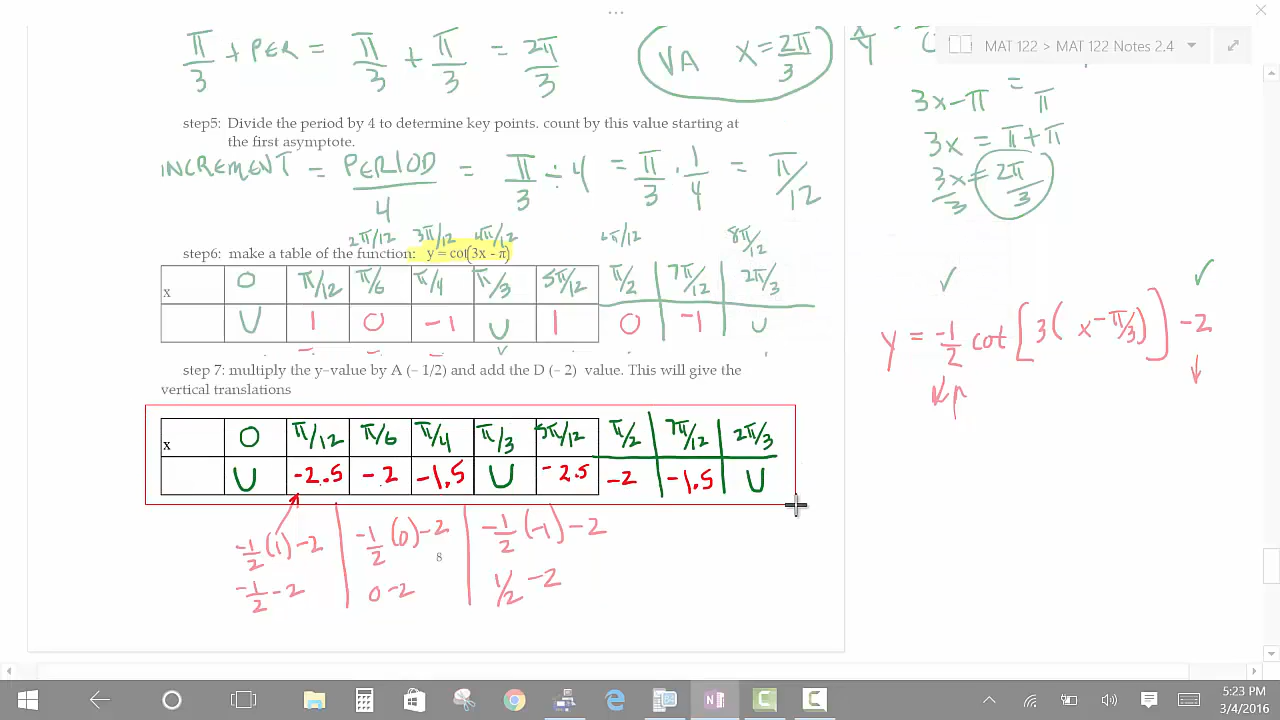 MAT 122 > MAT 122 Notes 2.4
π/3 + PER = π/3 + π/3 = 2π/3 VA X = 2π/3
3x - π = π
3x = π + π
3x/3 = 2π/3
step5: Divide the period by 4 to determine key points. count by this value starting at
the first asymptote.
INCREMENT = PERIOD/4 = π/3 ÷ 4 = π/3 · 1/4 = π/12
2π/12 3π/12 4π/12 6π/12 8π/12
step6: make a table of the function: y = cot(3x - π)
x 0 π/12 π/6 π/4 π/3 5π/12 π/2 7π/12 2π/3
U 1 0 -1 U 1 0 -1 U
y = -1/2 cot [3( x - π/3)] - 2
step 7: multiply the y-value by A (- 1/2) and add the D (- 2) value. This will give the
vertical translations
x 0 π/12 π/6 π/4 π/3 5π/12 π/2 7π/12 2π/3
U -2.5 -2 -1.5 U -2.5 -2 -1.5 U
-1/2 (1) - 2 -1/2 (0) - 2 -1/2 (-1) - 2
8
-1/2 - 2 0 - 2 1/2 - 2
5:23 PM
3/4/2016